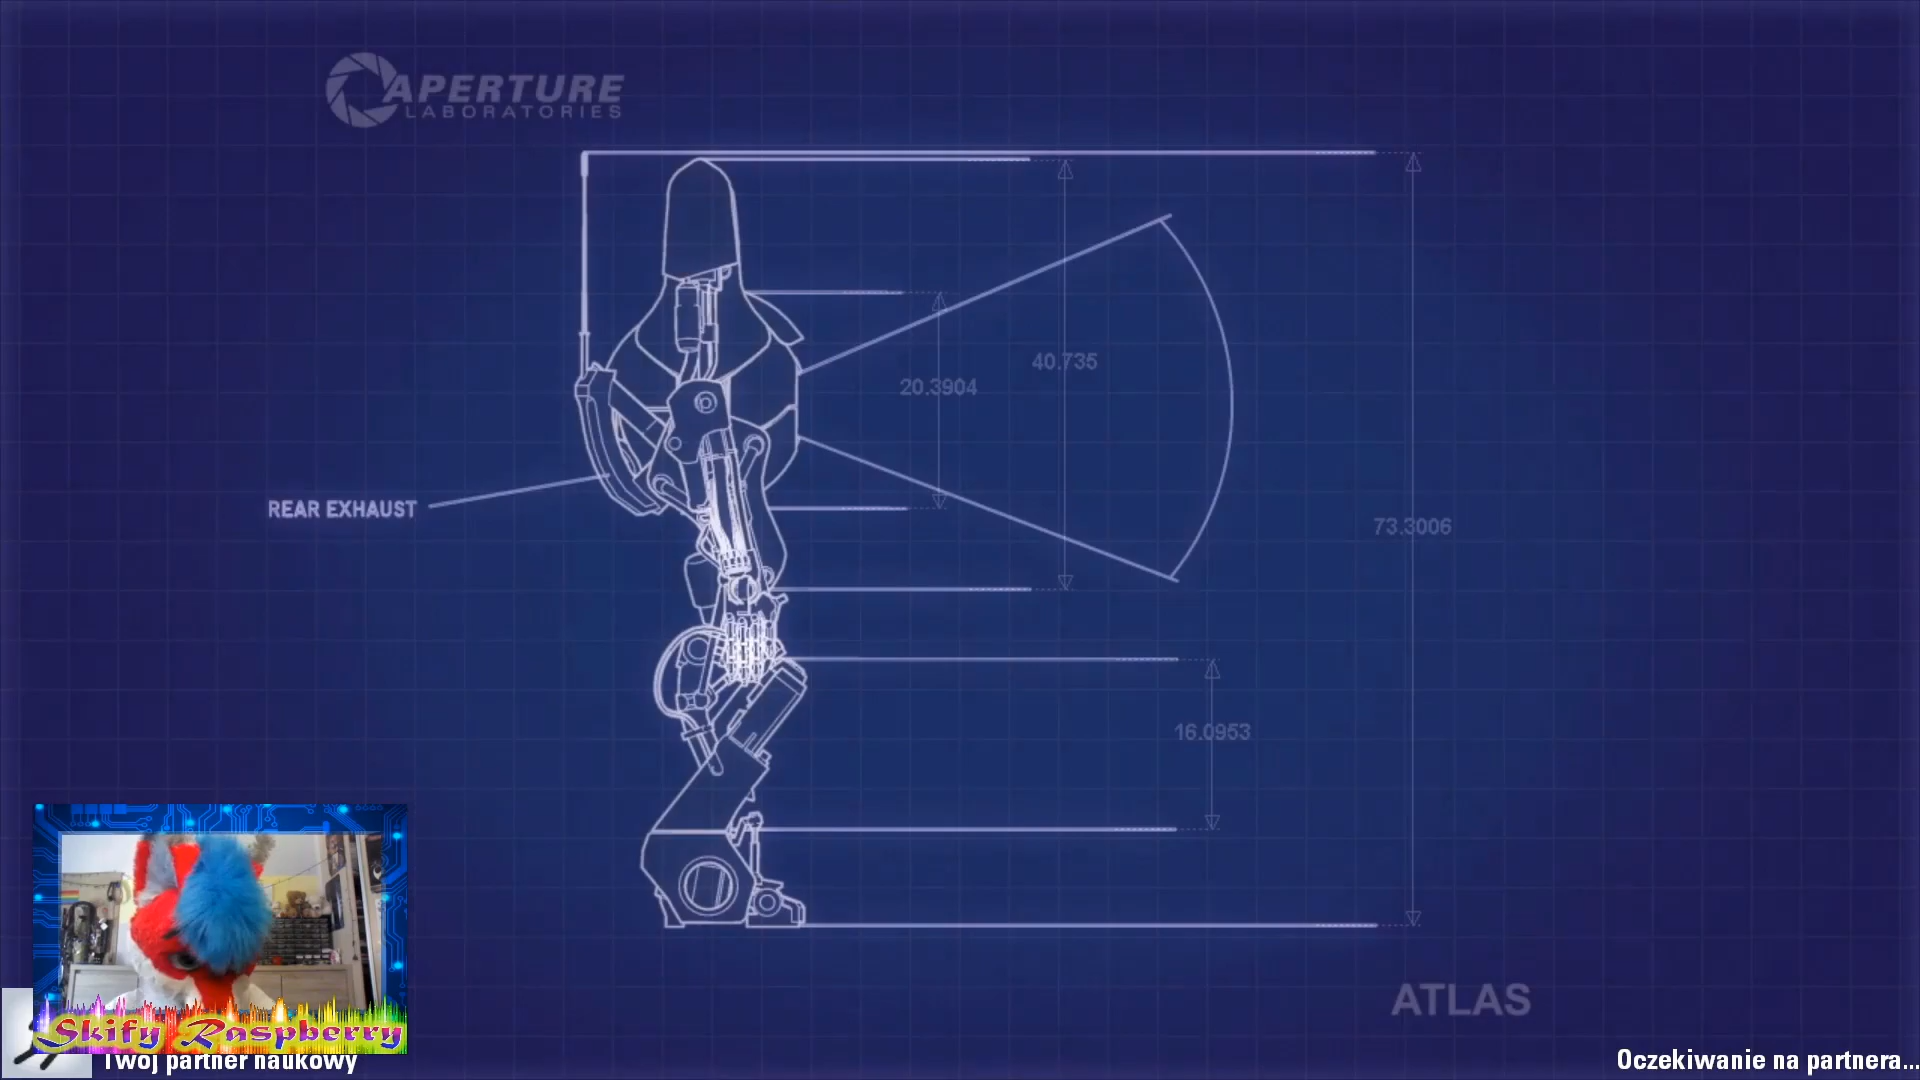 APERTURE
LABORATORIES
40.735
20.3904
REAR EXHAUST
73.3006
16.0953
ATLAS
Skify Raspberry
Twój partner naukowy
Oczekiwanie na partnera...